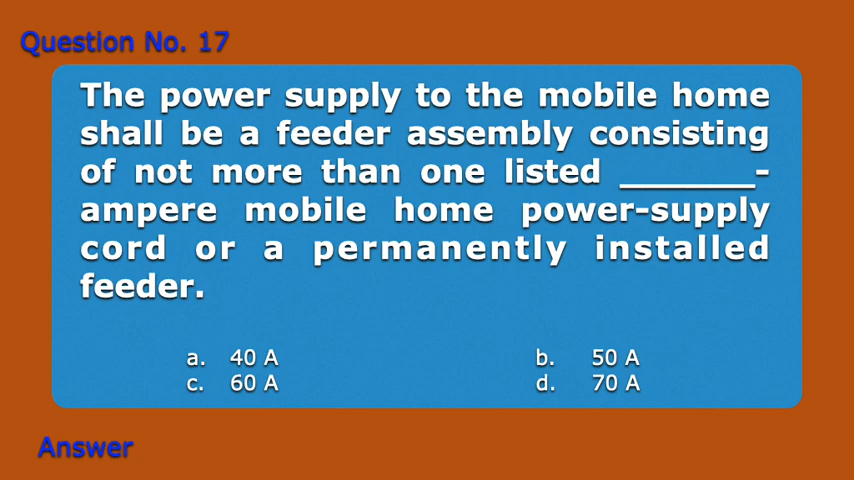 Question No. 17
The power supply to the mobile home
shall be a feeder assembly consisting
of not more than one listed _______-
ampere mobile home power-supply
cord or a permanently installed
feeder.
a. 40 A b. 50 A
c. 60 A d. 70 A
Answer